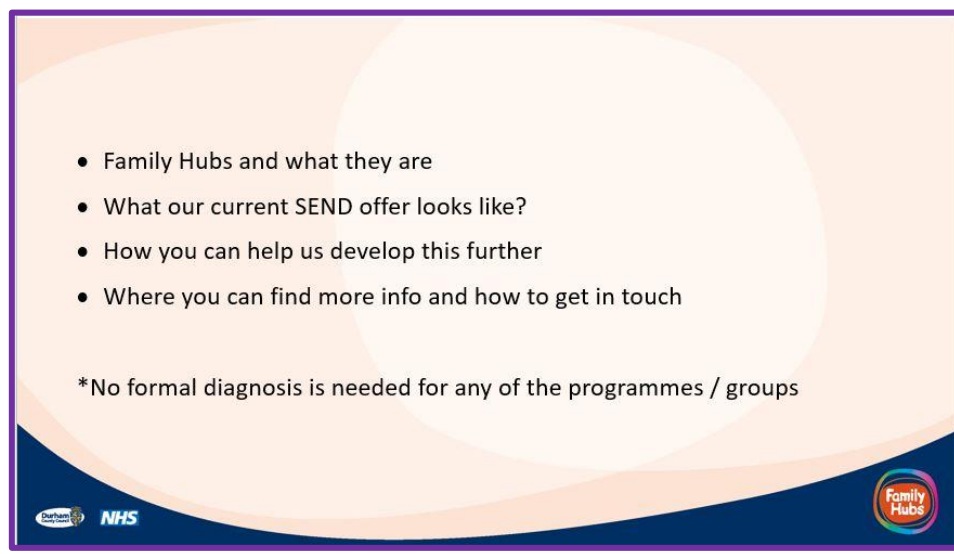 • Family Hubs and what they are
• What our current SEND offer looks like?
• How you can help us develop this further
• Where you can find more info and how to get in touch
*No formal diagnosis is needed for any of the programmes / groups
Durham
County Council
NHS
Family
Hubs